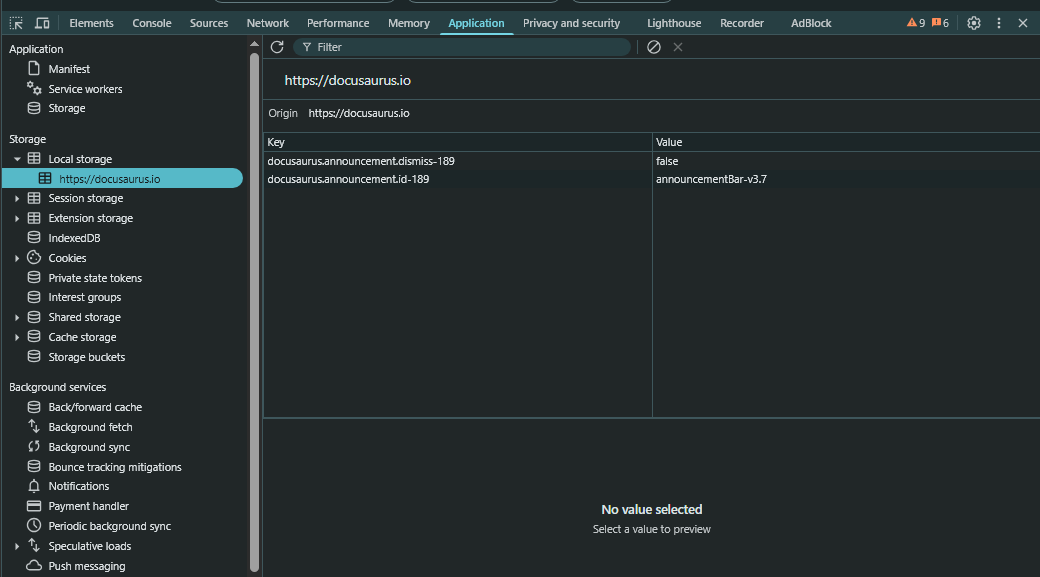 Elements Console Sources Network Performance Memory Application Privacy and security Lighthouse Recorder AdBlock 9 6
Application
Manifest
Service workers
Storage
Storage
Local storage
https://docusaurus.io
Session storage
Extension storage
IndexedDB
Cookies
Private state tokens
Interest groups
Shared storage
Cache storage
Storage buckets
Background services
Back/forward cache
Background fetch
Background sync
Bounce tracking mitigations
Notifications
Payment handler
Periodic background sync
Speculative loads
Push messaging
Filter
https://docusaurus.io
Origin https://docusaurus.io
Key Value
docusaurus.announcement.dismiss-189 false
docusaurus.announcement.id-189 announcementBar-v3.7
No value selected
Select a value to preview